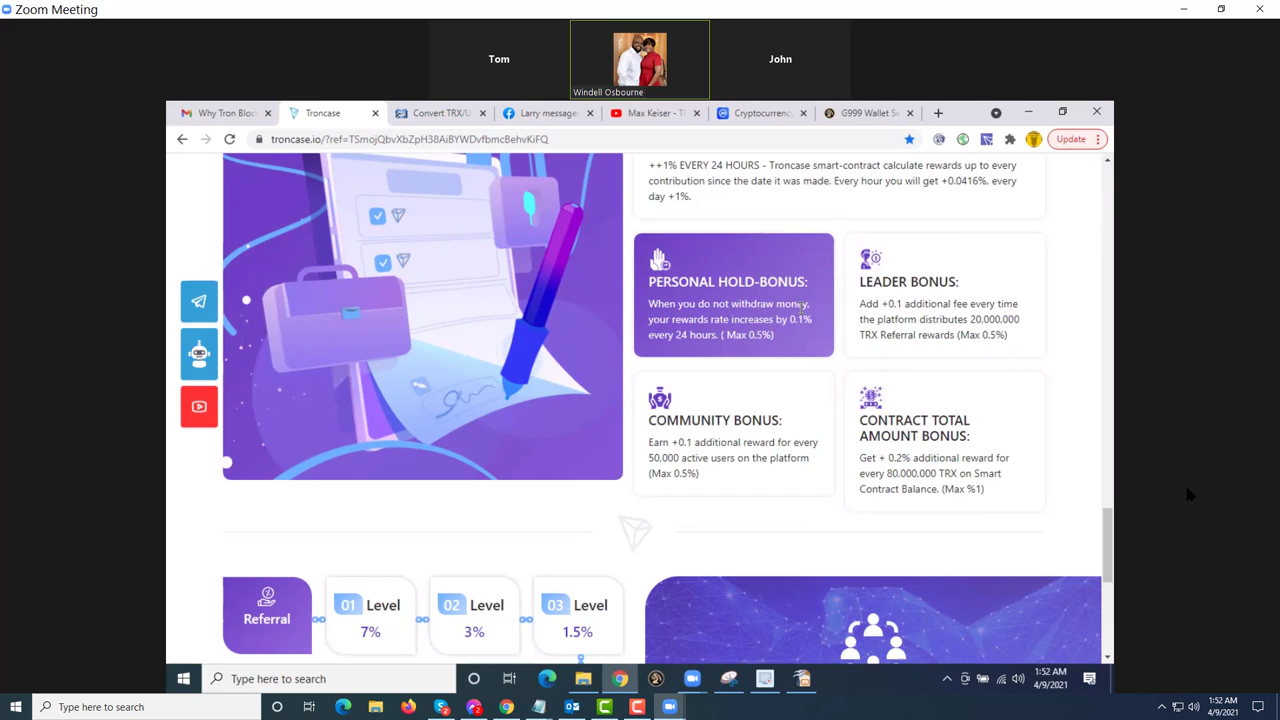 Zoom Meeting
Tom
Windell Osbourne
John
Why Tron Block
Troncase
Convert TRX/U
Larry message
Max Keiser - Th
Cryptocurrency
G999 Wallet Se
troncase.io/?ref=TSmojQbvXbZpH38AiBYWDvfbmcBehvKiFQ
Update
++1% EVERY 24 HOURS - Troncase smart-contract calculate rewards up to every
contribution since the date it was made. Every hour you will get +0.0416%, every
day +1%.
PERSONAL HOLD-BONUS:
When you do not withdraw money,
your rewards rate increases by 0.1%
every 24 hours. ( Max 0.5%)
LEADER BONUS:
Add +0.1 additional fee every time
the platform distributes 20,000,000
TRX Referral rewards (Max 0.5%)
COMMUNITY BONUS:
Earn +0.1 additional reward for every
50,000 active users on the platform
(Max 0.5%)
CONTRACT TOTAL
AMOUNT BONUS:
Get + 0.2% additional reward for
every 80.000.000 TRX on Smart
Contract Balance. (Max %1)
Referral
01 Level
7%
02 Level
3%
03 Level
1.5%
Type here to search
1:52 AM
4/9/2021
Type here to search
1:52 AM
4/9/2021